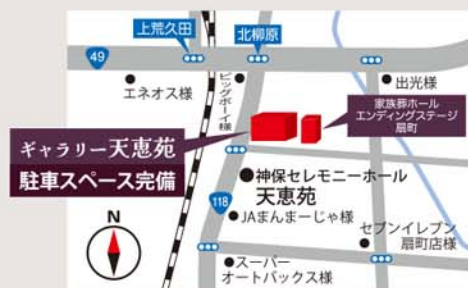 上荒久田
北柳原
49
エネオス様
ビッグボーイ様
出光様
家族葬ホール
エンディングステージ
扇町
ギャラリー天恵苑
駐車スペース完備
神保セレモニーホール
天恵苑
N
118
JAまんまーじゃ様
セブンイレブン
扇町店様
スーパー
オートバックス様